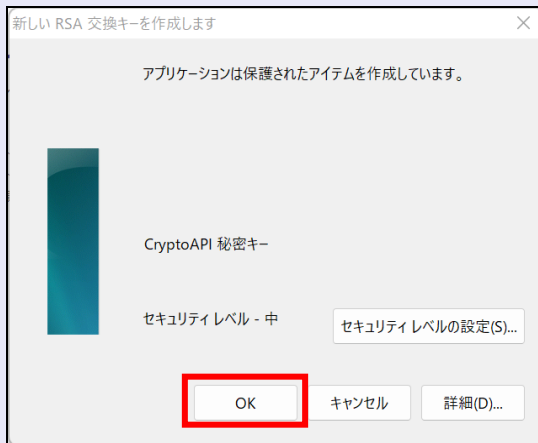 新しい RSA 交換キーを作成します
アプリケーションは保護されたアイテムを作成しています。
CryptoAPI 秘密キー
セキュリティ レベル - 中
セキュリティ レベルの設定(S)...
OK
キャンセル
詳細(D)...